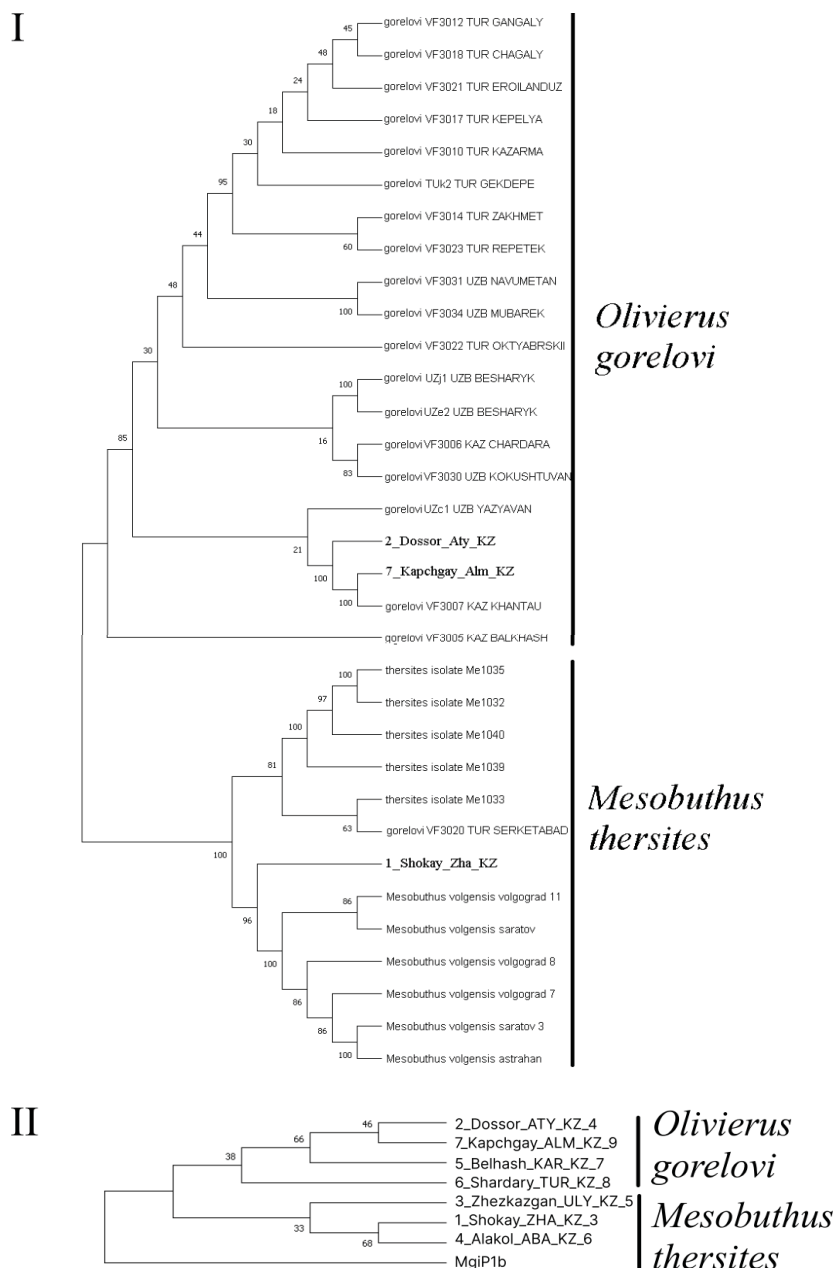 I
45
gorelovi VF3012 TUR GANGALY
48
gorelovi VF3018 TUR CHAGALY
24
gorelovi VF3021 TUR EROILANDUZ
18
gorelovi VF3017 TUR KEPELYA
30
gorelovi VF3010 TUR KAZARMA
95
gorelovi TUk2 TUR GEKDEPE
44
gorelovi VF3014 TUR ZAKHMET
60
gorelovi VF3023 TUR REPETEK
48
gorelovi VF3031 UZB NAVUMETAN
100
gorelovi VF3034 UZB MUBAREK
30
gorelovi VF3022 TUR OKTYABRSKII
Olivierus
gorelovi
100
gorelovi UZj1 UZB BESHARYK
gorelovi UZe2 UZB BESHARYK
85
16
gorelovi VF3006 KAZ CHARDARA
83
gorelovi VF3030 UZB KOKUSHTUVAN
gorelovi UZc1 UZB YAZYAVAN
21
2_Dossor_Aty_KZ
100
7_Kapchgay_Alm_KZ
100
gorelovi VF3007 KAZ KHANTAU
gorelovi VF3005 KAZ BALKHASH
100
thersites isolate Me1035
97
thersites isolate Me1032
100
thersites isolate Me1040
81
thersites isolate Me1039
thersites isolate Me1033
63
gorelovi VF3020 TUR SERKETABAD
Mesobuthus
thersites
100
1_Shokay_Zha_KZ
96
86
Mesobuthus volgensis volgograd 11
Mesobuthus volgensis saratov
100
Mesobuthus volgensis volgograd 8
86
Mesobuthus volgensis volgograd 7
86
Mesobuthus volgensis saratov 3
100
Mesobuthus volgensis astrahan
II
46
2_Dossor_ATY_KZ_4
66
7_Kapchgay_ALM_KZ_9
38
5_Belhash_KAR_KZ_7
6_Shardary_TUR_KZ_8
Olivierus
gorelovi
3_Zhezkazgan_ULY_KZ_5
33
1_Shokay_ZHA_KZ_3
68
4_Alakol_ABA_KZ_6
MgiP1b
Mesobuthus
thersites